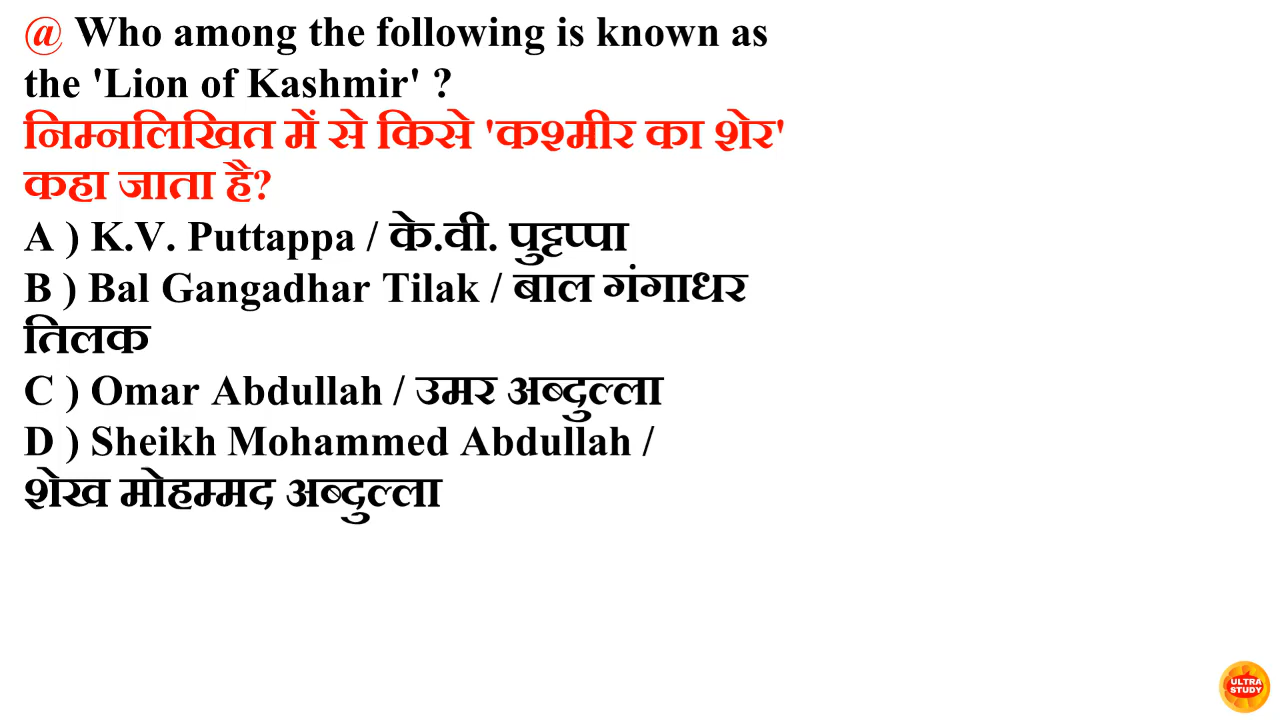 @ Who among the following is known as
the 'Lion of Kashmir' ?
निम्नलिखित में से किसे 'कश्मीर का शेर'
कहा जाता है?
A ) K.V. Puttappa / के.वी. पुट्टप्पा
B ) Bal Gangadhar Tilak / बाल गंगाधर
तिलक
C ) Omar Abdullah / उमर अब्दुल्ला
D ) Sheikh Mohammed Abdullah /
शेख मोहम्मद अब्दुल्ला
ULTRA
STUDY